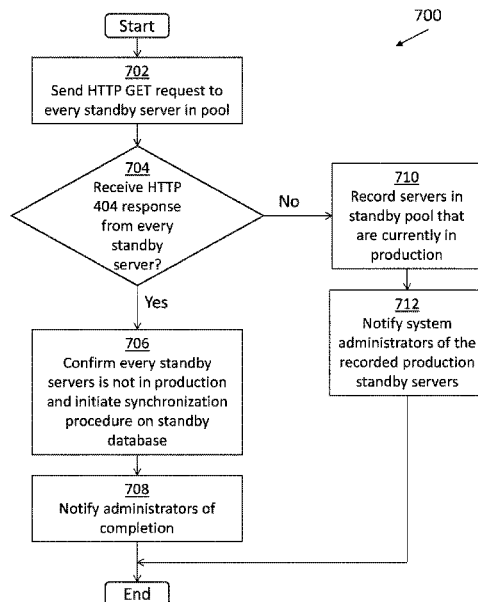 Start
700
702
Send HTTP GET request to
every standby server in pool
704
Receive HTTP
404 response
from every
standby
server?
No
710
Record servers in
standby pool that
are currently in
production
Yes
712
Notify system
administrators of the
recorded production
standby servers
706
Confirm every standby
servers is not in production
and initiate synchronization
procedure on standby
database
708
Notify administrators of
completion
End